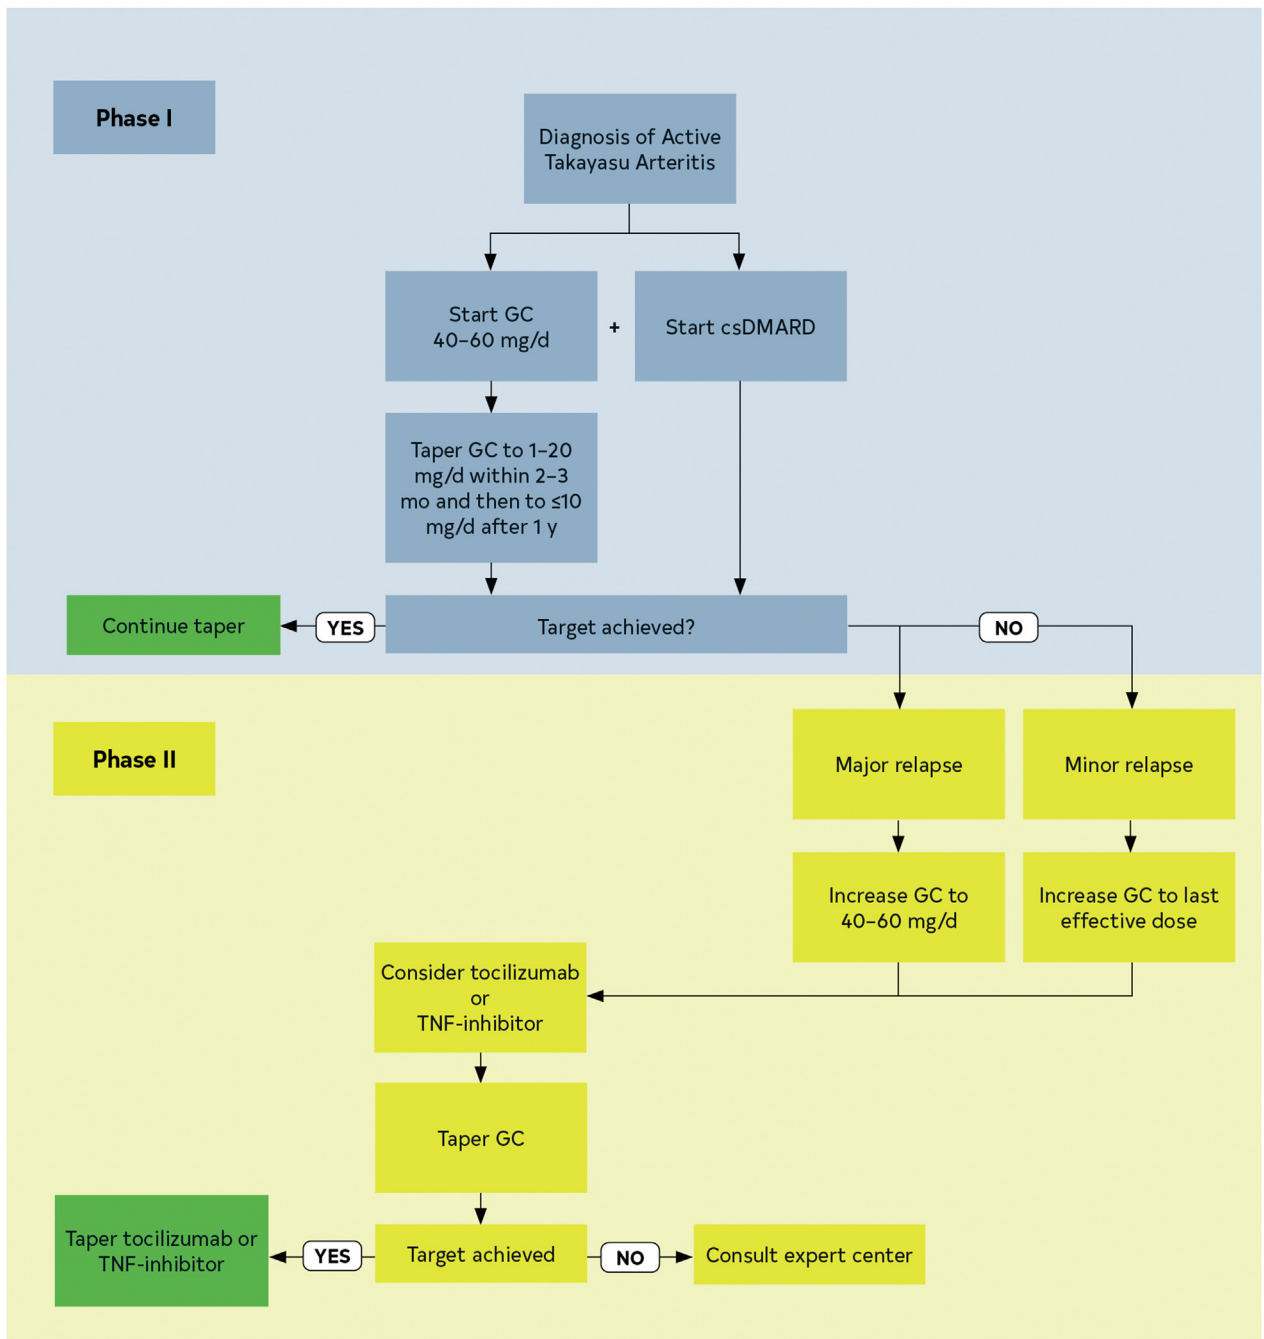 Phase I
Diagnosis of Active
Takayasu Arteritis
Start GC
40–60 mg/d
+
Start csDMARD
Taper GC to 1–20
mg/d within 2–3
mo and then to ≤10
mg/d after 1 y
Continue taper
YES
Target achieved?
NO
Phase II
Major relapse
Minor relapse
Increase GC to
40–60 mg/d
Increase GC to last
effective dose
Consider tocilizumab
or
TNF-inhibitor
Taper GC
Taper tocilizumab or
TNF-inhibitor
YES
Target achieved
NO
Consult expert center